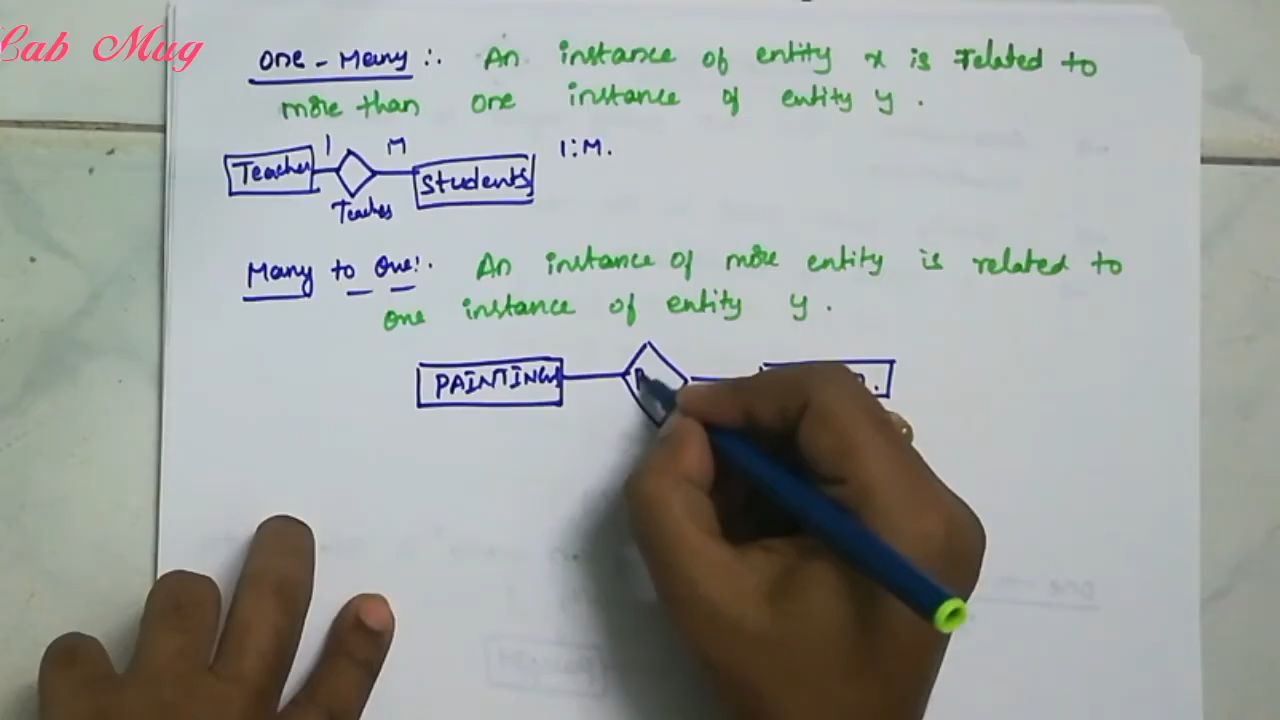 Cab Mug
One - Many :. An instance of entity x is related to
more than one instance of entity y .
1 M 1:M.
Teacher Students
Teaches
Many to One:. An instance of more entity is related to
one instance of entity y .
PAINTING